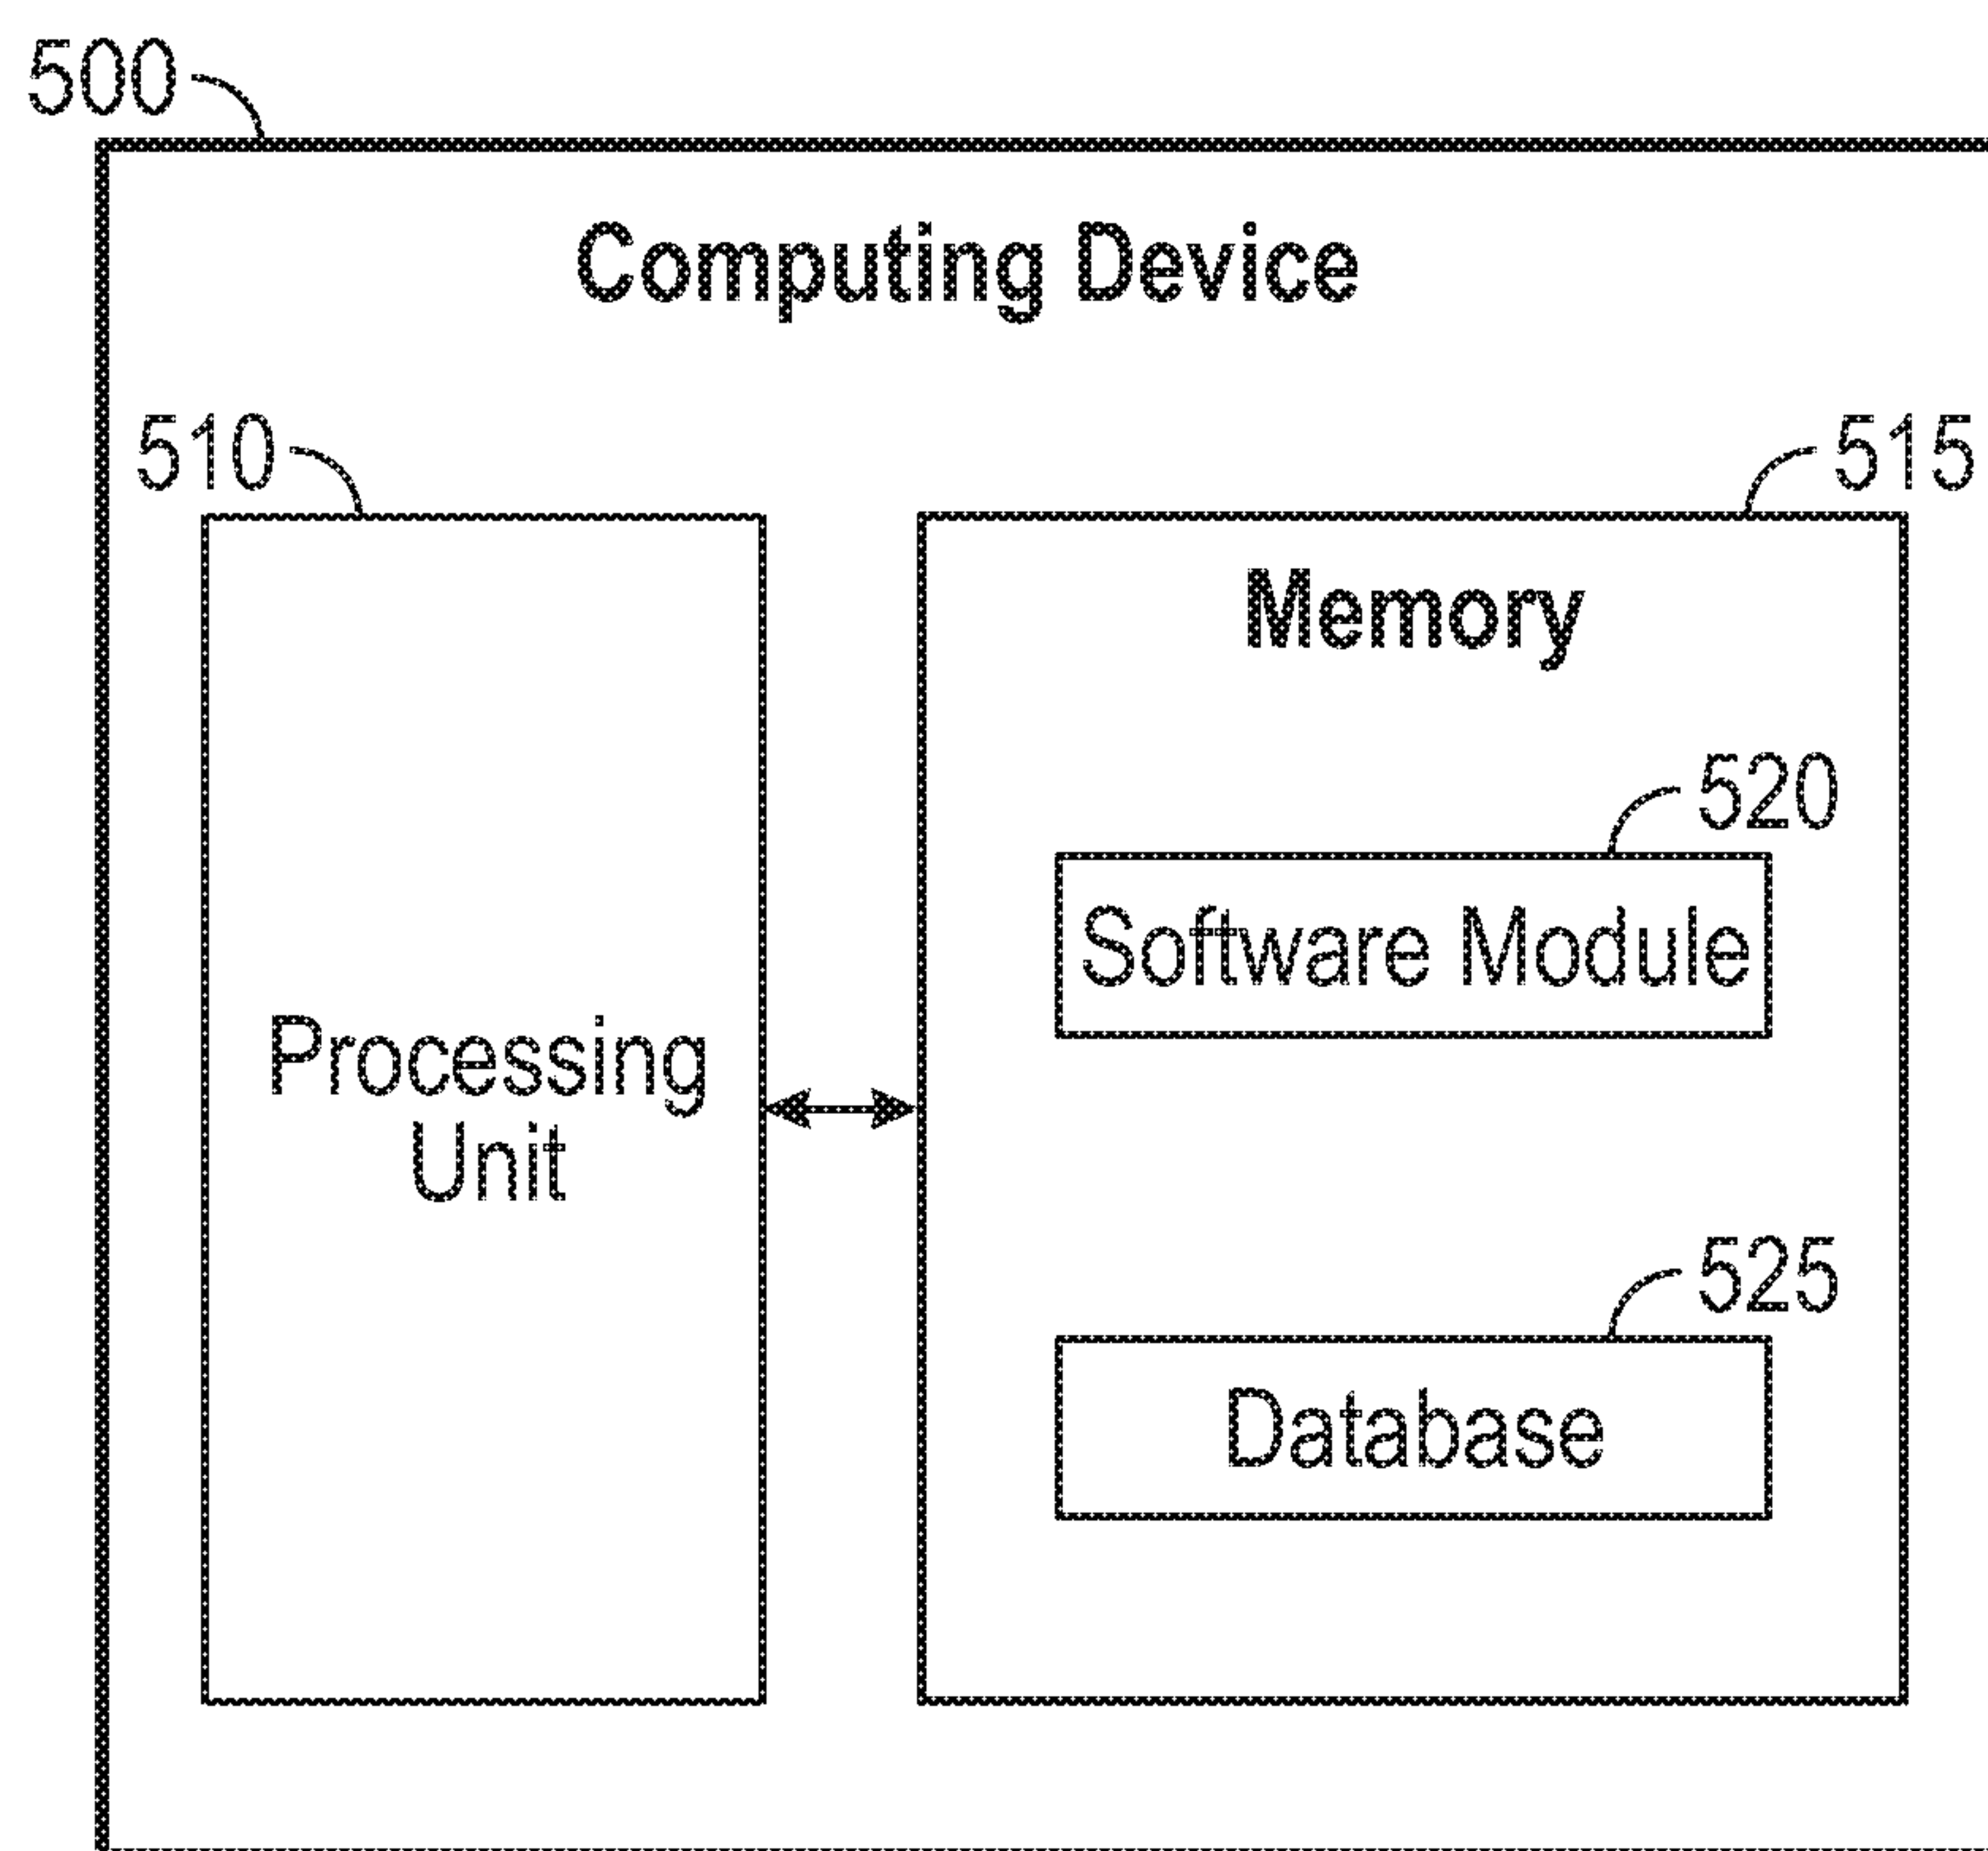 500
Computing Device
510
515
Memory
520
Software Module
Processing
Unit
525
Database